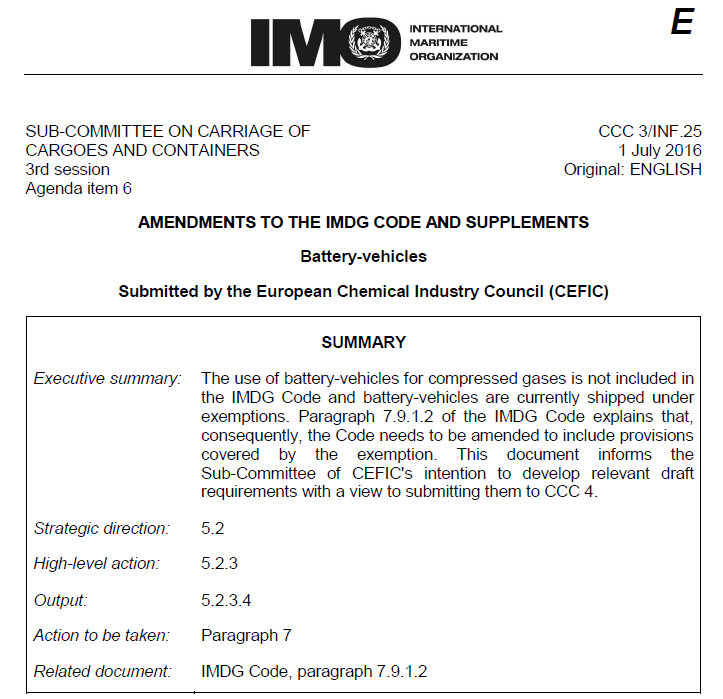 E
IMO
INTERNATIONAL
MARITIME
ORGANIZATION
SUB-COMMITTEE ON CARRIAGE OF
CARGOES AND CONTAINERS
3rd session
Agenda item 6
CCC 3/INF.25
1 July 2016
Original: ENGLISH
AMENDMENTS TO THE IMDG CODE AND SUPPLEMENTS
Battery-vehicles
Submitted by the European Chemical Industry Council (CEFIC)
SUMMARY
Executive summary: The use of battery-vehicles for compressed gases is not included in
the IMDG Code and battery-vehicles are currently shipped under
exemptions. Paragraph 7.9.1.2 of the IMDG Code explains that,
consequently, the Code needs to be amended to include provisions
covered by the exemption. This document informs the
Sub-Committee of CEFIC's intention to develop relevant draft
requirements with a view to submitting them to CCC 4.
Strategic direction: 5.2
High-level action: 5.2.3
Output: 5.2.3.4
Action to be taken: Paragraph 7
Related document: IMDG Code, paragraph 7.9.1.2